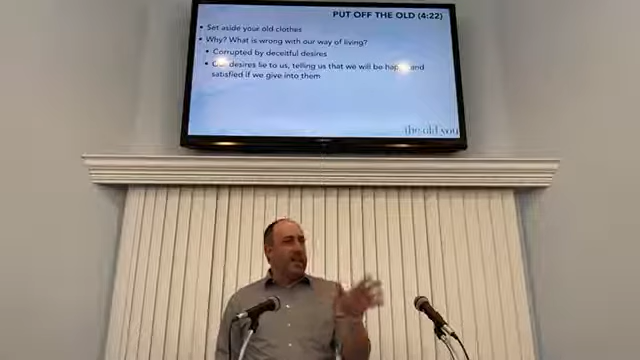 PUT OFF THE OLD (4:22)
• Set aside your old clothes
• Why? What is wrong with our way of living?
• Corrupted by deceitful desires
• Our desires lie to us, telling us that we will be happy and
satisfied if we give into them
the old you